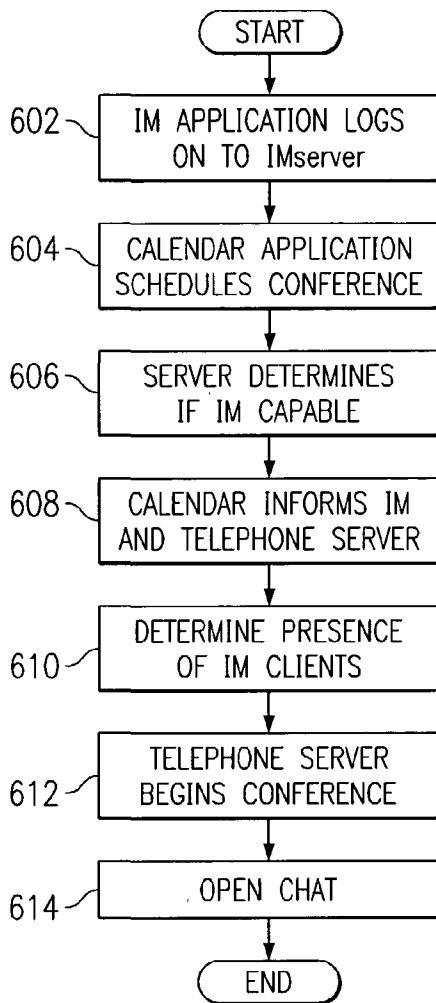 START
602
IM APPLICATION LOGS
ON TO IMserver
604
CALENDAR APPLICATION
SCHEDULES CONFERENCE
606
SERVER DETERMINES
IF IM CAPABLE
608
CALENDAR INFORMS IM
AND TELEPHONE SERVER
610
DETERMINE PRESENCE
OF IM CLIENTS
612
TELEPHONE SERVER
BEGINS CONFERENCE
614
OPEN CHAT
END